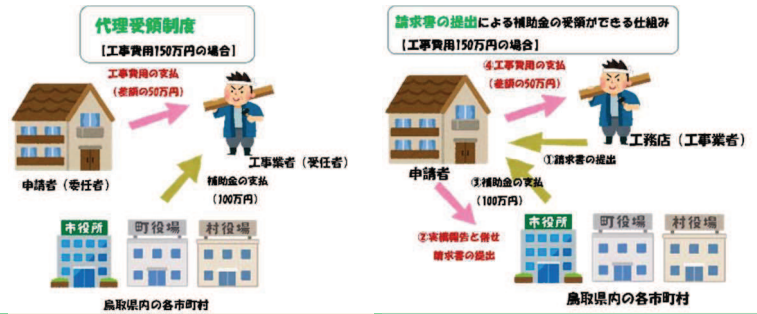 代理受領制度
【工事費用150万円の場合】
工事費用の支払
(差額の50万円)
工事業者(受任者)
申請者(委任者)
補助金の支払
(100万円)
市役所
町役場
村役場
鳥取県内の各市町村
請求書の提出による補助金の受領ができる仕組み
【工事費用150万円の場合】
④工事費用の支払
(差額の50万円)
工務店(工事業者)
①請求書の提出
申請者
③補助金の支払
(100万円)
②実績報告と併せ
請求書の提出
市役所
町役場
村役場
鳥取県内の各市町村